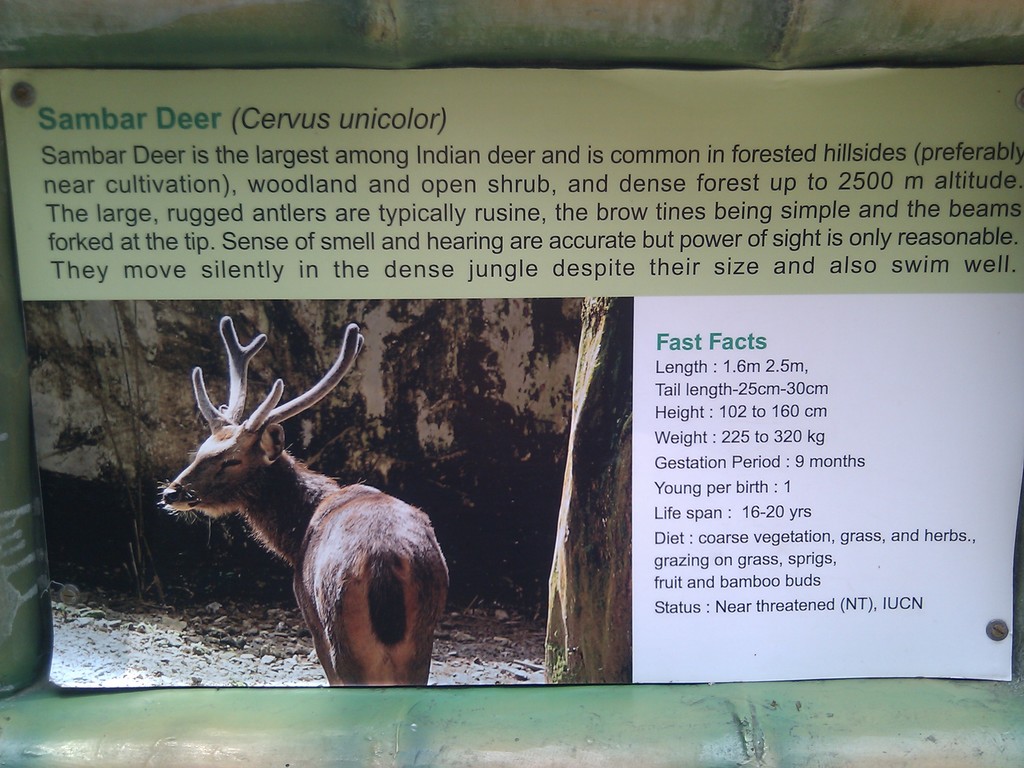 Sambar Deer (Cervus unicolor)
Sambar Deer is the largest among Indian deer and is common in forested hillsides (preferably
near cultivation), woodland and open shrub, and dense forest up to 2500 m altitude.
The large, rugged antlers are typically rusine, the brow tines being simple and the beams
forked at the tip. Sense of smell and hearing are accurate but power of sight is only reasonable.
They move silently in the dense jungle despite their size and also swim well.
Fast Facts
Length : 1.6m 2.5m,
Tail length-25cm-30cm
Height : 102 to 160 cm
Weight : 225 to 320 kg
Gestation Period : 9 months
Young per birth : 1
Life span : 16-20 yrs
Diet : coarse vegetation, grass, and herbs.,
grazing on grass, sprigs,
fruit and bamboo buds
Status : Near threatened (NT), IUCN